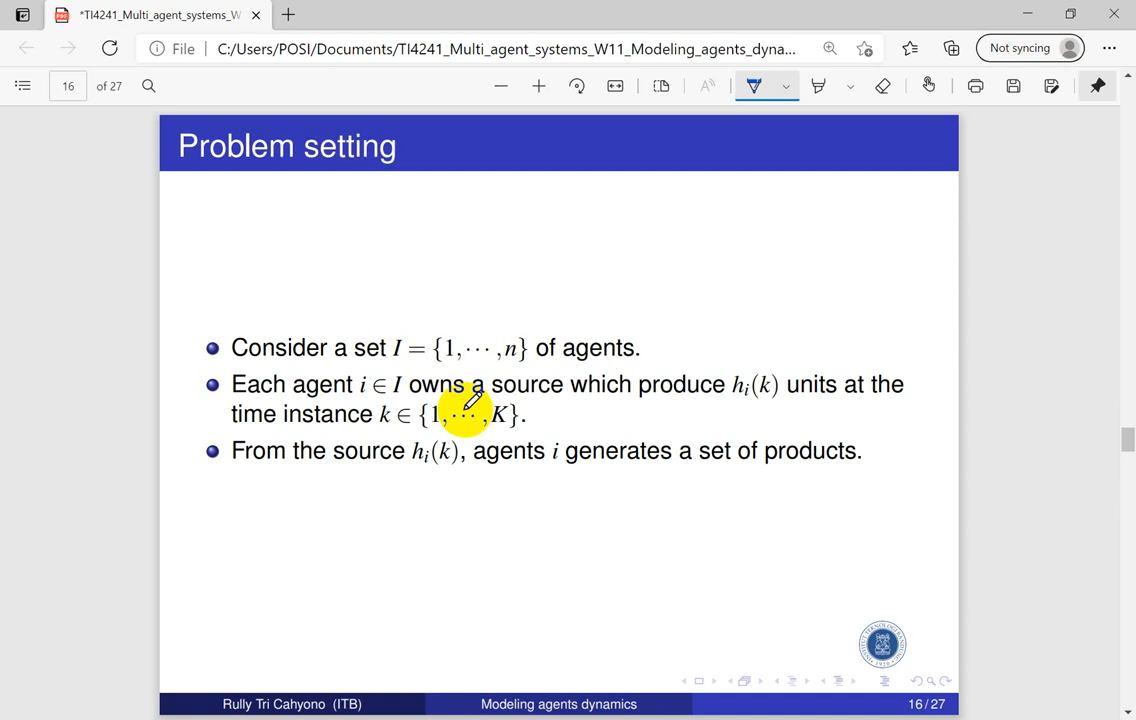 *TI4241_Multi_agent_systems_W
File
C:/Users/POSI/Documents/TI4241_Multi_agent_systems_W11_Modeling_agents_dyna...
Not syncing
16 of 27
Problem setting
Consider a set I = {1, ⋯ , n} of agents.
Each agent i ∈ I owns a source which produce hᵢ(k) units at the
time instance k ∈ {1, ⋯ , K}.
From the source hᵢ(k), agents i generates a set of products.
Rully Tri Cahyono (ITB)
Modeling agents dynamics
16 / 27